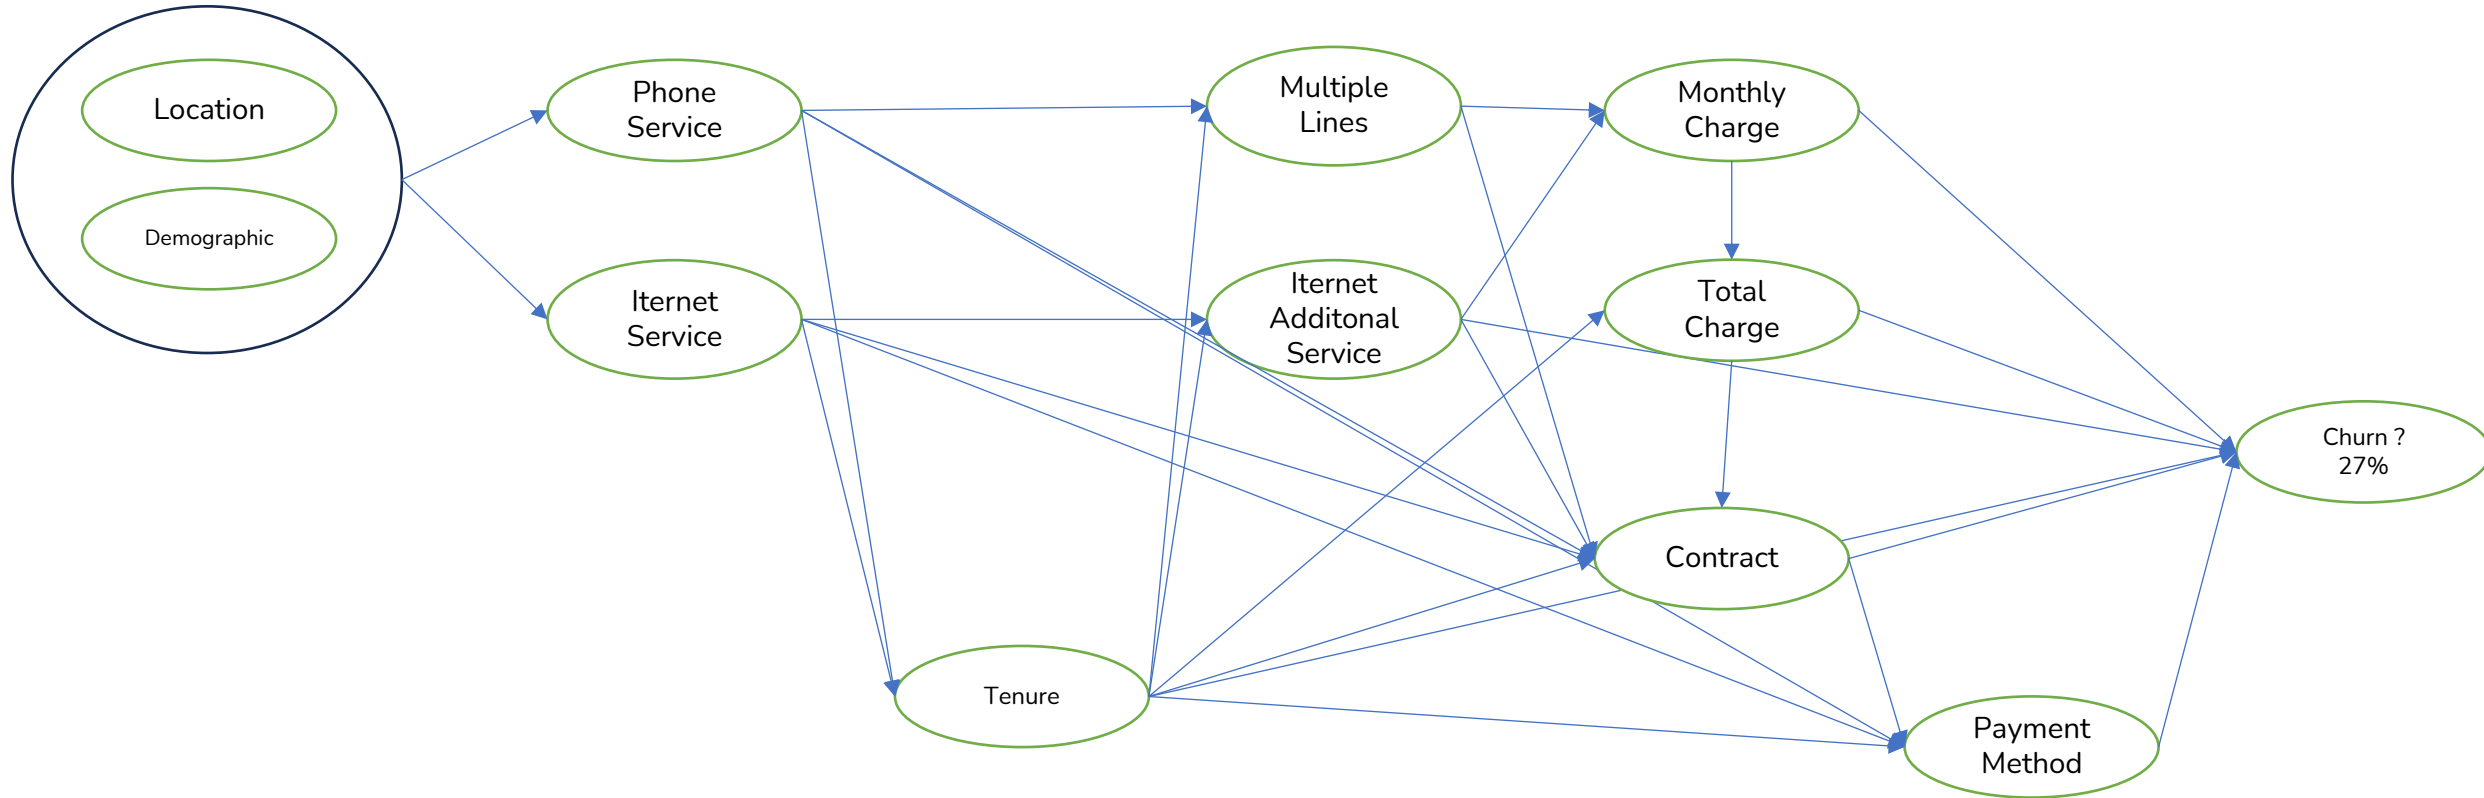 Location
Demographic
Phone
Service
Iternet
Service
Multiple
Lines
Iternet
Additonal
Service
Monthly
Charge
Total
Charge
Contract
Tenure
Payment
Method
Churn ?
27%